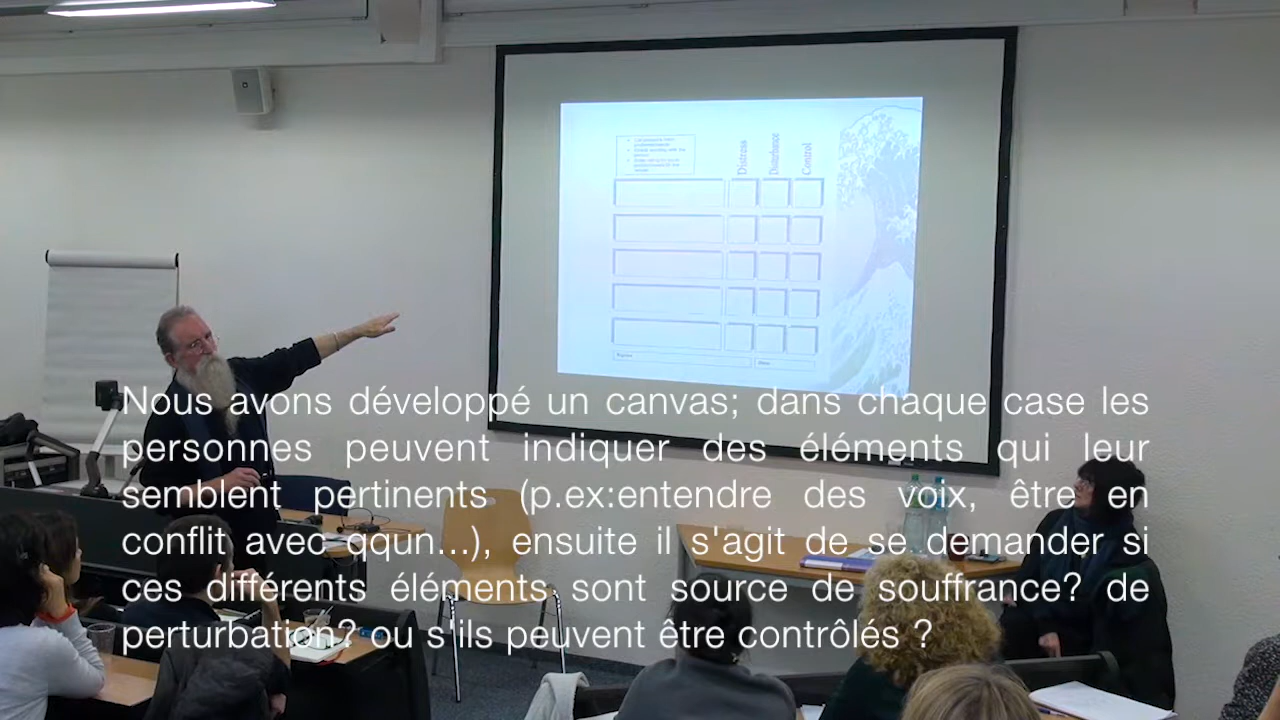 Distress
Disturbance
Control
Nous avons développé un canvas; dans chaque case les
personnes peuvent indiquer des éléments qui leur
semblent pertinents (p.ex:entendre des voix, être en
conflit avec qqun...), ensuite il s'agit de se demander si
ces différents éléments sont source de souffrance? de
perturbation? ou s'ils peuvent être contrôlés ?